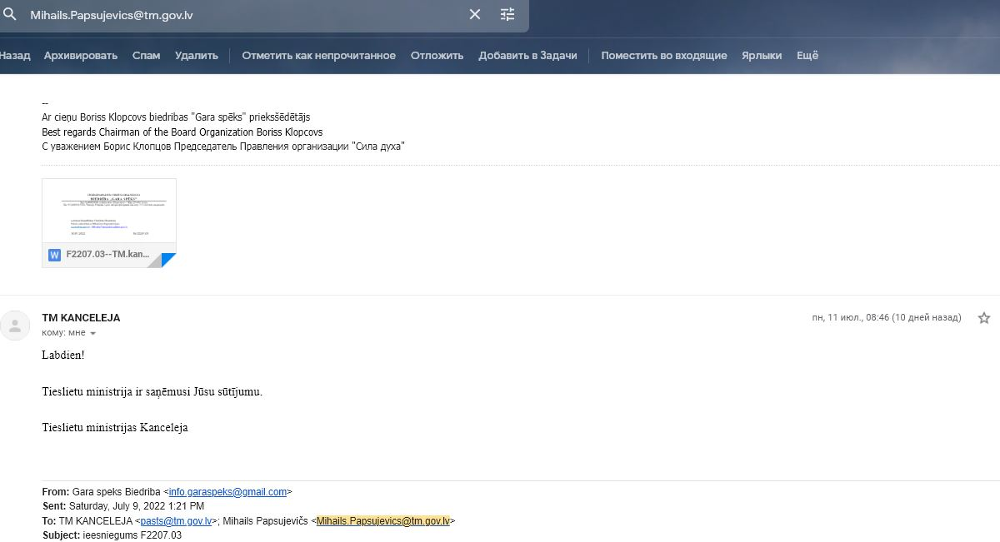 Mihails.Papsujevics@tm.gov.lv
Назад Архивировать Спам Удалить Отметить как непрочитанное Отложить Добавить в Задачи Поместить во входящие Ярлыки Ещё
--
Ar cieņu Boriss Klopcovs biedribas "Gara spēks" prieksšēdētājs
Best regards Chairman of the Board Organization Boriss Klopcovs
С уважением Борис Клопцов Председатель Правления организации "Сила духа"
BIEDRĪBA „GARA SPĒKS"
W F2207.03--TM.kan...
TM KANCELEJA пн, 11 июл., 08:46 (10 дней назад)
кому: мне
Labdien!
Tieslietu ministrija ir saņēmusi Jūsu sūtījumu.
Tieslietu ministrijas Kanceleja
From: Gara speks Biedriba <info.garaspeks@gmail.com>
Sent: Saturday, July 9, 2022 1:21 PM
To: TM KANCELEJA <pasts@tm.gov.lv>; Mihails Papsujevičs <Mihails.Papsujevics@tm.gov.lv>
Subject: ieesniegums F2207.03